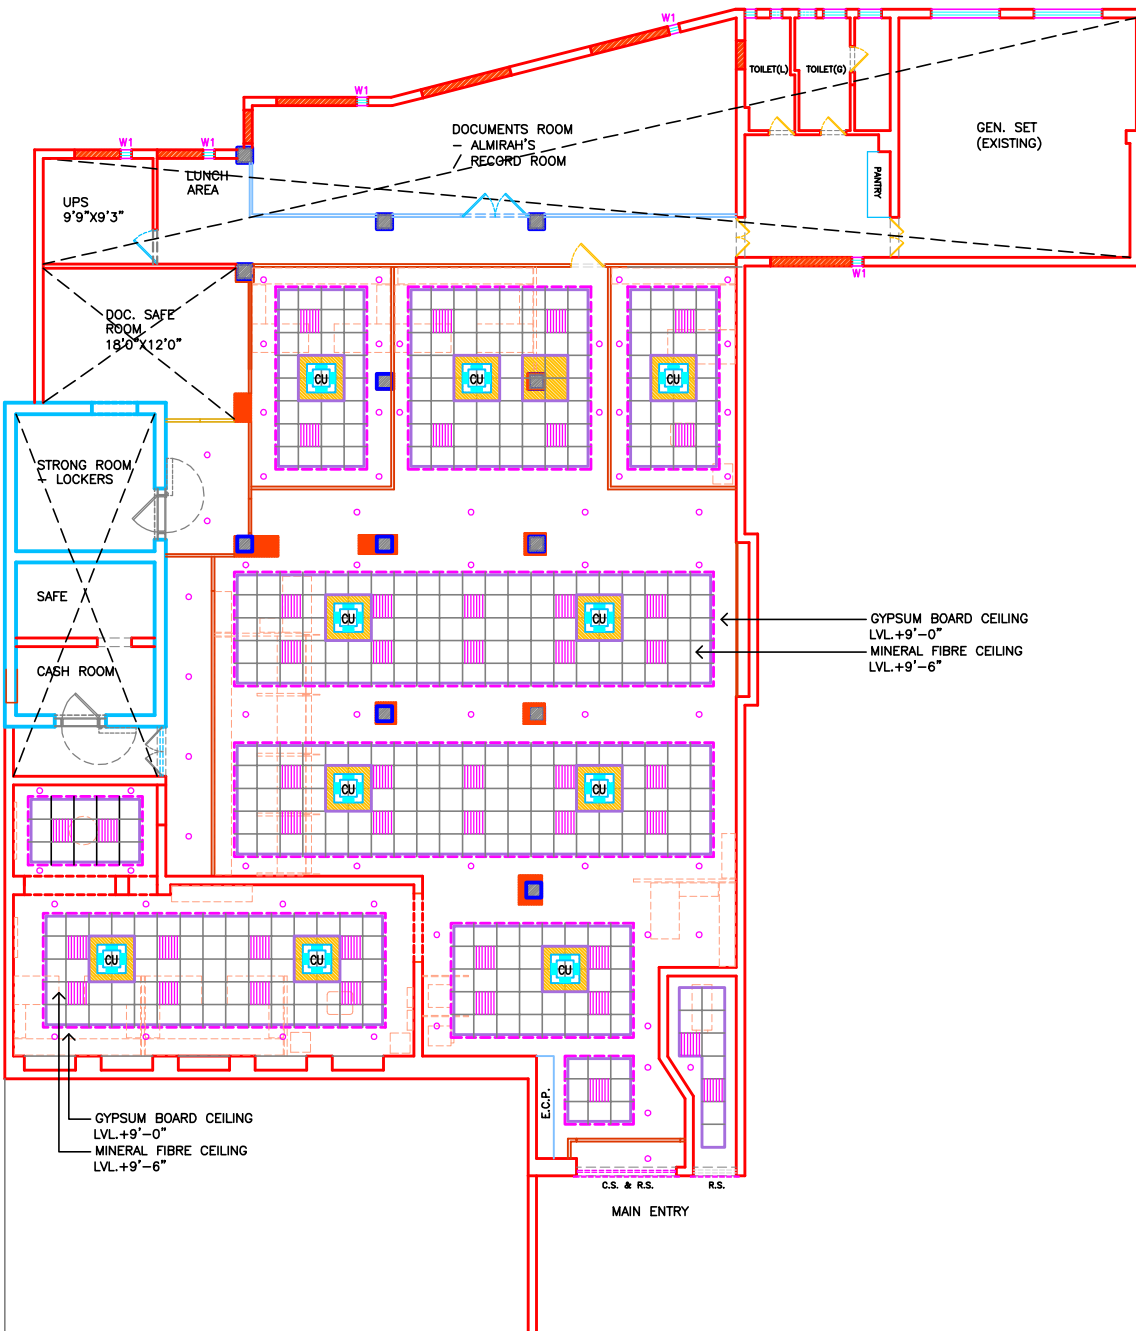 W1
TOILET(L)
TOILET(G)
W1
DOCUMENTS ROOM
– ALMIRAH'S
/ RECORD ROOM
GEN. SET
(EXISTING)
W1
W1
LUNCH
AREA
UPS
9'9"X9'3"
PANTRY
W1
DOC. SAFE
ROOM
18'0"X12'0"
CU
CU
CU
STRONG ROOM
– LOCKERS
SAFE
CU
CU
GYPSUM BOARD CEILING
LVL.+9'–0"
MINERAL FIBRE CEILING
LVL.+9'–6"
CASH ROOM
CU
CU
CU
CU
CU
E.C.P.
GYPSUM BOARD CEILING
LVL.+9'–0"
MINERAL FIBRE CEILING
LVL.+9'–6"
C.S. & R.S.
R.S.
MAIN ENTRY